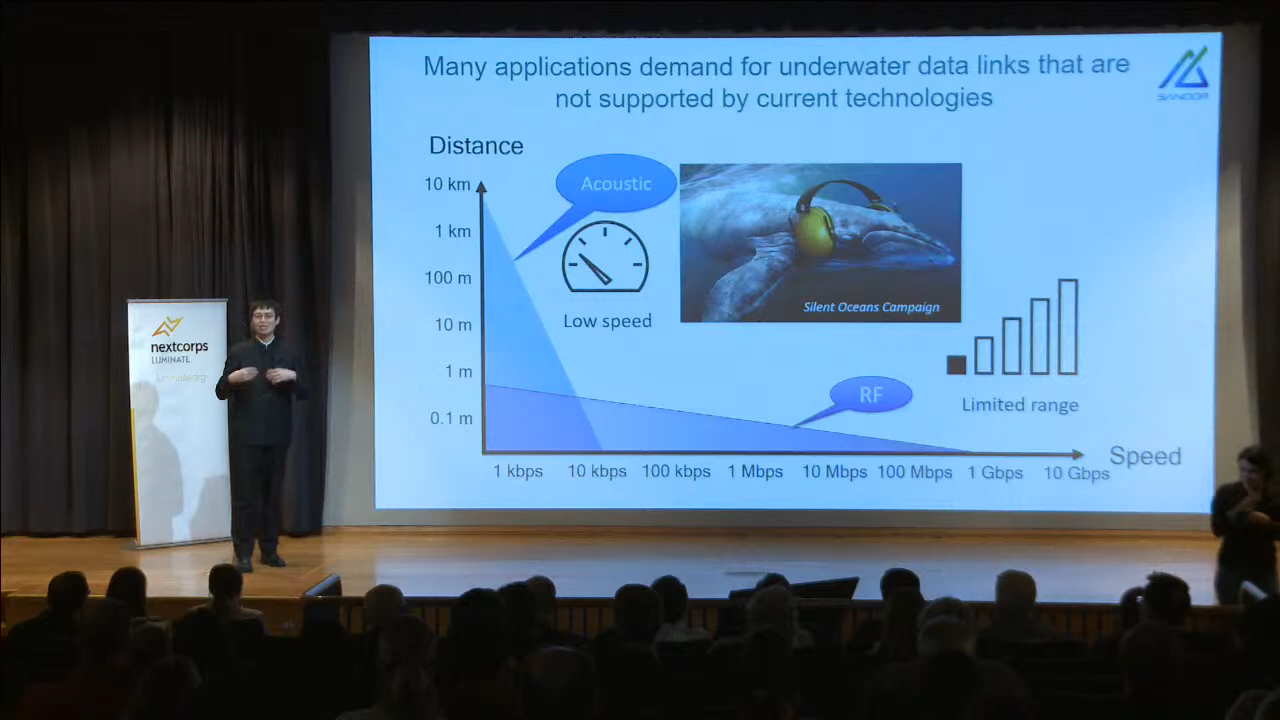 Many applications demand for underwater data links that are
not supported by current technologies
SANOOR
Distance
10 km
1 km
100 m
10 m
1 m
0.1 m
Acoustic
Low speed
Silent Oceans Campaign
RF
Limited range
1 kbps
10 kbps
100 kbps
1 Mbps
10 Mbps
100 Mbps
1 Gbps
10 Gbps
Speed
nextcorps
LUMINATE